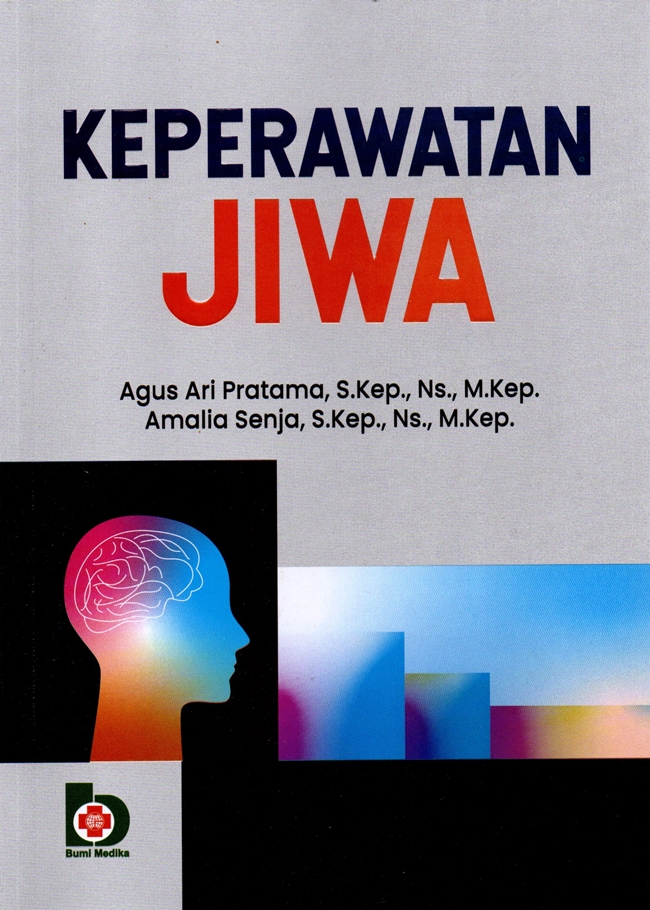 KEPERAWATAN
JIWA
Agus Ari Pratama, S.Kep., Ns., M.Kep.
Amalia Senja, S.Kep., Ns., M.Kep.
b
Bumi Medika